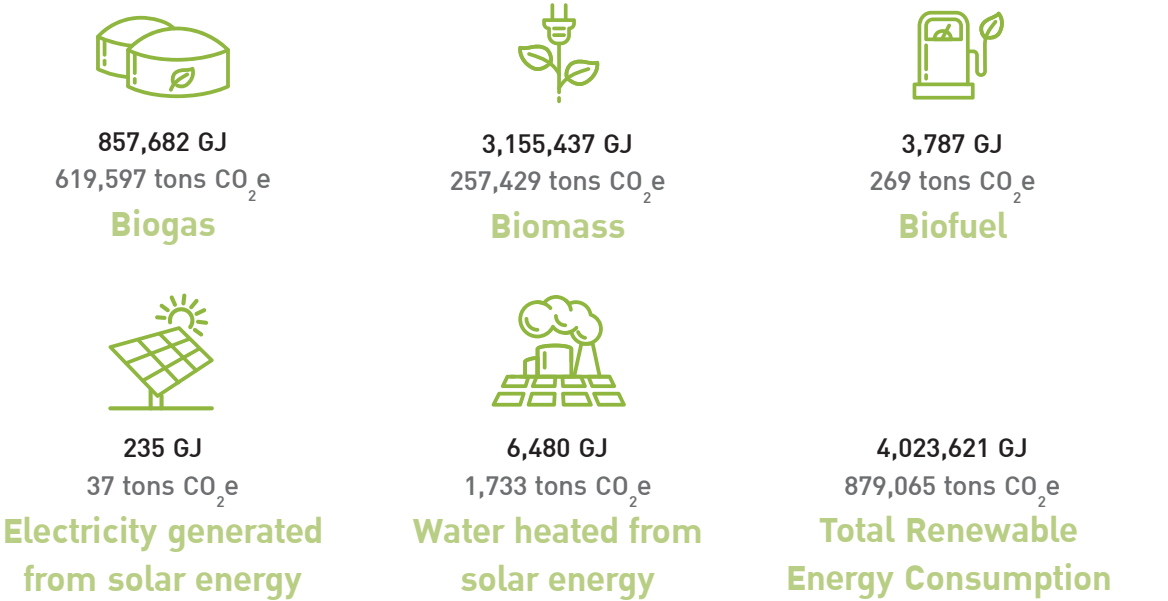 857,682 GJ
619,597 tons CO₂e
Biogas
3,155,437 GJ
257,429 tons CO₂e
Biomass
3,787 GJ
269 tons CO₂e
Biofuel
235 GJ
37 tons CO₂e
Electricity generated
from solar energy
6,480 GJ
1,733 tons CO₂e
Water heated from
solar energy
4,023,621 GJ
879,065 tons CO₂e
Total Renewable
Energy Consumption